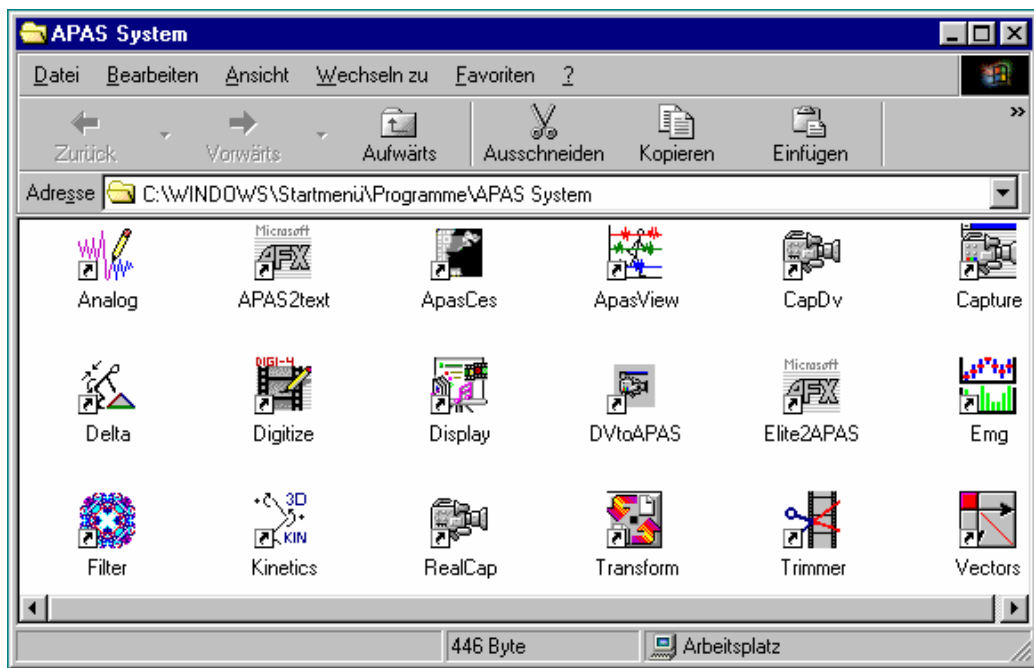 APAS System
Datei Bearbeiten Ansicht Wechseln zu Favoriten ?
Zurück Vorwärts Aufwärts Ausschneiden Kopieren Einfügen »
Adresse C:\WINDOWS\Startmenü\Programme\APAS System
Microsoft
AFX
Analog APAS2text ApasCes ApasView CapDv Capture
DIGI-4 Microsoft
AFX
Delta Digitize Display DVtoAPAS Elite2APAS Emg
3D
KIN
Filter Kinetics RealCap Transform Trimmer Vectors
446 Byte Arbeitsplatz